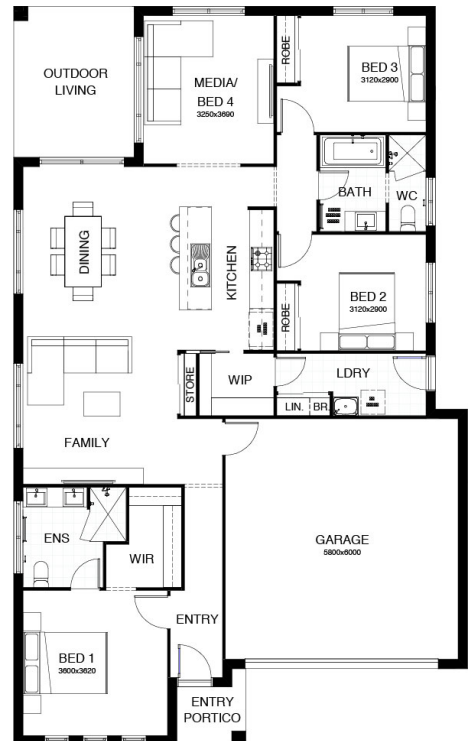 OUTDOOR
LIVING
MEDIA/
BED 4
3250x3690
ROBE
BED 3
3120x2900
BATH
WC
DINING
KITCHEN
BED 2
3120x2900
ROBE
STORE
WIP
LDRY
LIN.
BR.
FAMILY
ENS
WIR
GARAGE
5800x6000
ENTRY
BED 1
3600x3620
ENTRY
PORTICO